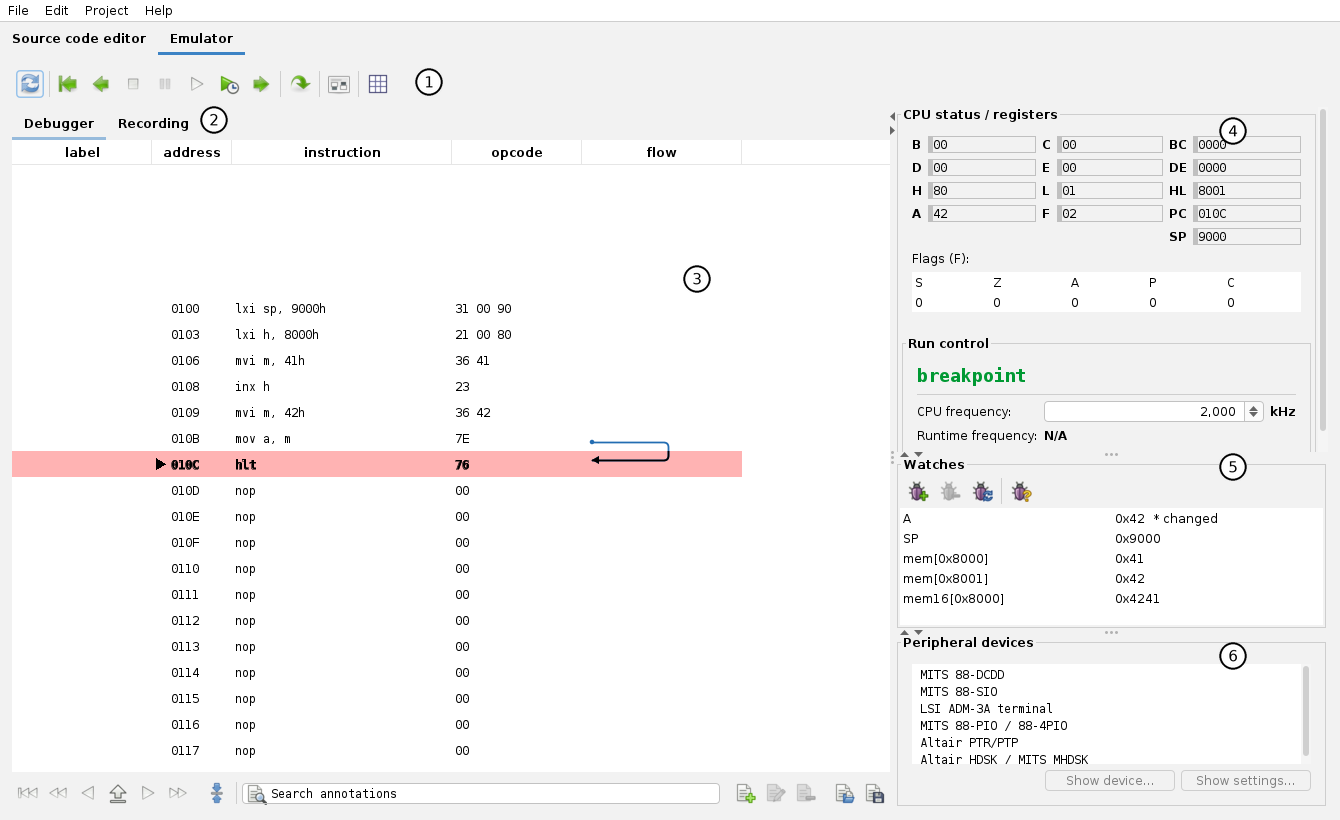 File Edit Project Help
Source code editor Emulator
1
Debugger Recording 2
label address instruction opcode flow
3
0100 lxi sp, 9000h 31 00 90
0103 lxi h, 8000h 21 00 80
0106 mvi m, 41h 36 41
0108 inx h 23
0109 mvi m, 42h 36 42
010B mov a, m 7E
010C hlt 76
010D nop 00
010E nop 00
010F nop 00
0110 nop 00
0111 nop 00
0112 nop 00
0113 nop 00
0114 nop 00
0115 nop 00
0116 nop 00
0117 nop 00
Search annotations
CPU status / registers
4
B 00 C 00 BC 0000
D 00 E 00 DE 0000
H 80 L 01 HL 8001
A 42 F 02 PC 010C
SP 9000
Flags (F):
S Z A P C
0 0 0 0 0
Run control
breakpoint
CPU frequency: 2,000 kHz
Runtime frequency: N/A
Watches
5
A 0x42 * changed
SP 0x9000
mem[0x8000] 0x41
mem[0x8001] 0x42
mem16[0x8000] 0x4241
Peripheral devices
6
MITS 88-DCDD
MITS 88-SIO
LSI ADM-3A terminal
MITS 88-PIO / 88-4PIO
Altair PTR/PTP
Altair HDSK / MITS MHDSK
Show device... Show settings...